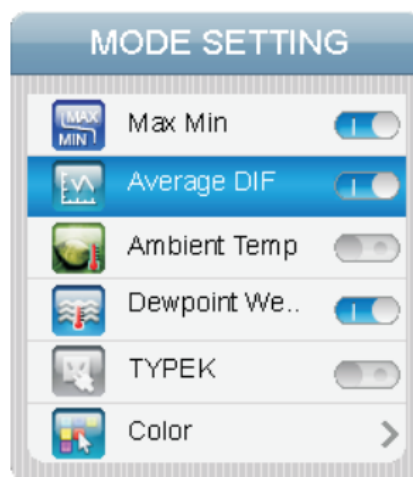 MODE SETTING
MAX
MIN
Max Min
Average DIF
Ambient Temp
Dewpoint We..
TYPEK
Color